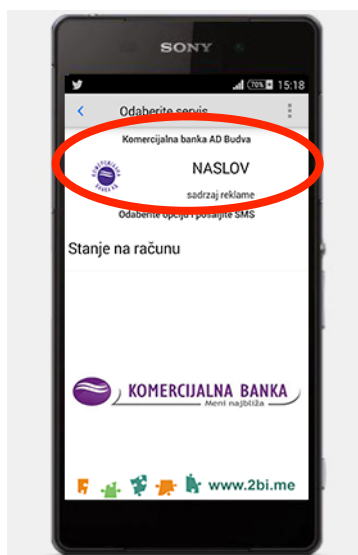 SONY
70% 15:18
Odaberite servis
Komercijalna banka AD Budva
NASLOV
sadrzaj reklame
Odaberite opciju i posaljite SMS
Stanje na računu
KOMERCIJALNA BANKA
Meni najbliža
www.2bi.me